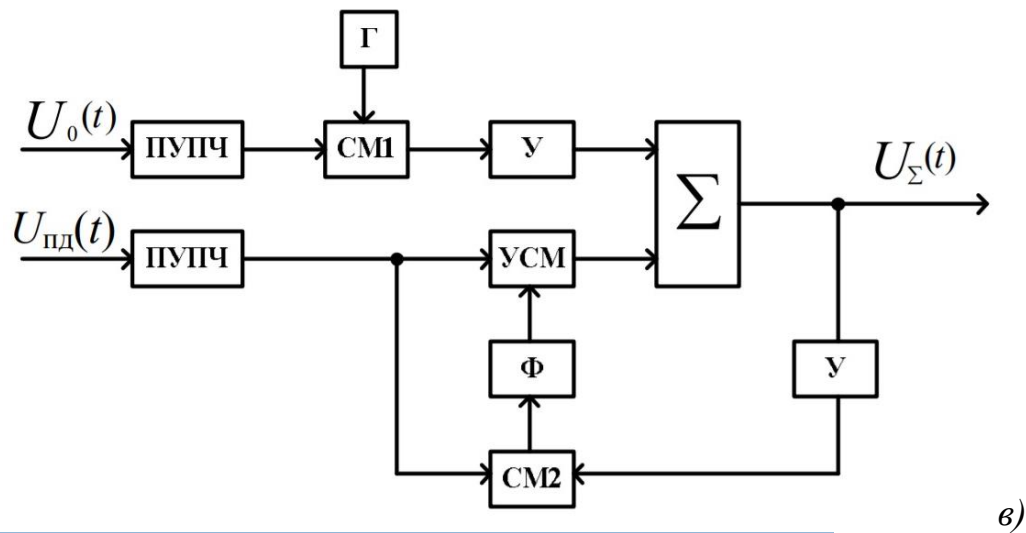 Г
U₀(t)
ПУПЧ
СМ1
У
Σ
U_Σ(t)
U_пд(t)
ПУПЧ
УСМ
Ф
У
СМ2
в)